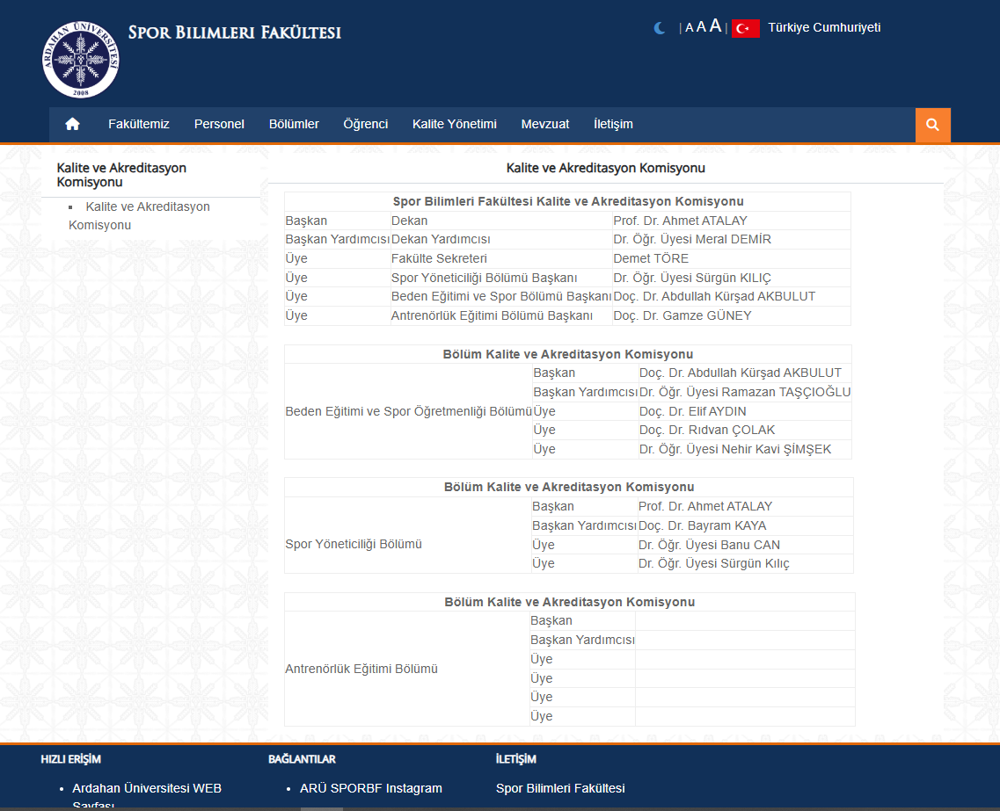 ARDAHAN ÜNİVERSİTESİ
2008
SPOR BILIMLERI FAKÜLTESI
| A A A |
Türkiye Cumhuriyeti
Fakültemiz Personel Bölümler Öğrenci Kalite Yönetimi Mevzuat İletişim
Kalite ve Akreditasyon
Komisyonu
▪ Kalite ve Akreditasyon
Komisyonu
Kalite ve Akreditasyon Komisyonu
Spor Bilimleri Fakültesi Kalite ve Akreditasyon Komisyonu
Başkan Dekan Prof. Dr. Ahmet ATALAY
Başkan Yardımcısı Dekan Yardımcısı Dr. Öğr. Üyesi Meral DEMİR
Üye Fakülte Sekreteri Demet TÖRE
Üye Spor Yöneticiliği Bölümü Başkanı Dr. Öğr. Üyesi Sürgün KILIÇ
Üye Beden Eğitimi ve Spor Bölümü Başkanı Doç. Dr. Abdullah Kürşad AKBULUT
Üye Antrenörlük Eğitimi Bölümü Başkanı Doç. Dr. Gamze GÜNEY
Bölüm Kalite ve Akreditasyon Komisyonu
Beden Eğitimi ve Spor Öğretmenliği Bölümü
Başkan Doç. Dr. Abdullah Kürşad AKBULUT
Başkan Yardımcısı Dr. Öğr. Üyesi Ramazan TAŞÇIOĞLU
Üye Doç. Dr. Elif AYDIN
Üye Doç. Dr. Rıdvan ÇOLAK
Üye Dr. Öğr. Üyesi Nehir Kavi ŞİMŞEK
Bölüm Kalite ve Akreditasyon Komisyonu
Spor Yöneticiliği Bölümü
Başkan Prof. Dr. Ahmet ATALAY
Başkan Yardımcısı Doç. Dr. Bayram KAYA
Üye Dr. Öğr. Üyesi Banu CAN
Üye Dr. Öğr. Üyesi Sürgün Kılıç
Bölüm Kalite ve Akreditasyon Komisyonu
Antrenörlük Eğitimi Bölümü
Başkan
Başkan Yardımcısı
Üye
Üye
Üye
Üye
HIZLI ERİŞİM
• Ardahan Üniversitesi WEB
Sayfası
BAĞLANTILAR
• ARÜ SPORBF Instagram
İLETİŞİM
Spor Bilimleri Fakültesi